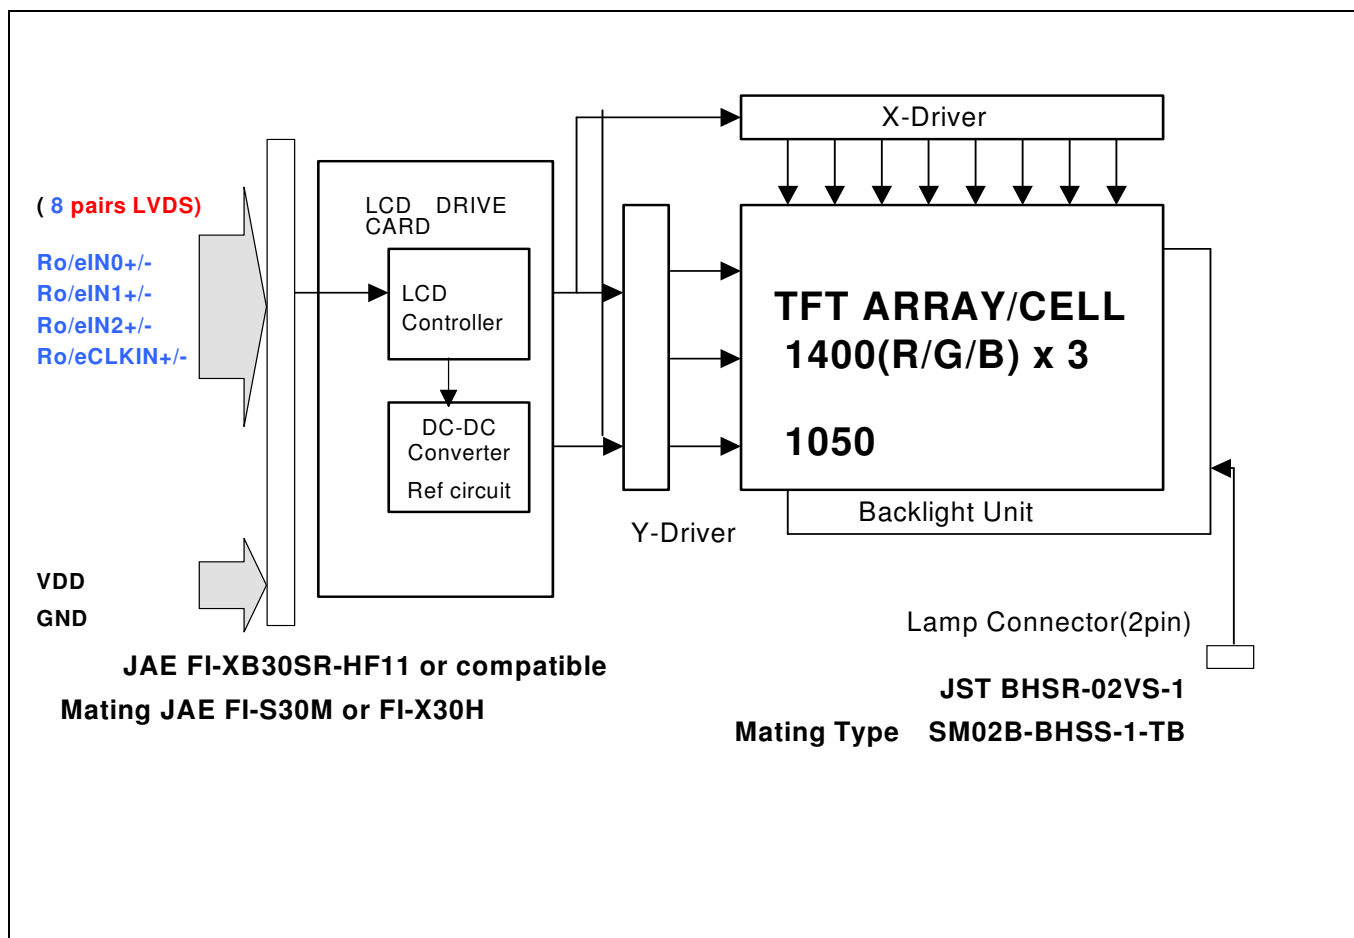 X-Driver
( 8 pairs LVDS)
Ro/eIN0+/-
Ro/eIN1+/-
Ro/eIN2+/-
Ro/eCLKIN+/-
LCD DRIVE
CARD
LCD
Controller
DC-DC
Converter
Ref circuit
TFT ARRAY/CELL
1400(R/G/B) x 3
1050
Backlight Unit
Y-Driver
VDD
GND
Lamp Connector(2pin)
JAE FI-XB30SR-HF11 or compatible
Mating JAE FI-S30M or FI-X30H
JST BHSR-02VS-1
Mating Type SM02B-BHSS-1-TB